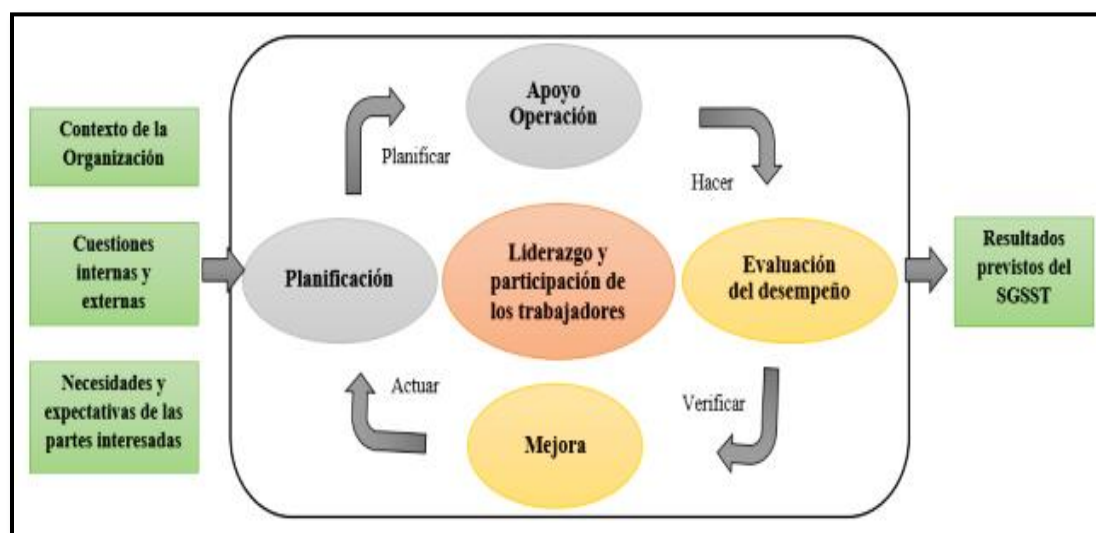 Contexto de la
Organización
Cuestiones
internas y
externas
Necesidades y
expectativas de las
partes interesadas
Apoyo
Operación
Planificar
Hacer
Planificación
Liderazgo y
participación de
los trabajadores
Evaluación
del desempeño
Actuar
Verificar
Mejora
Resultados
previstos del
SGSST